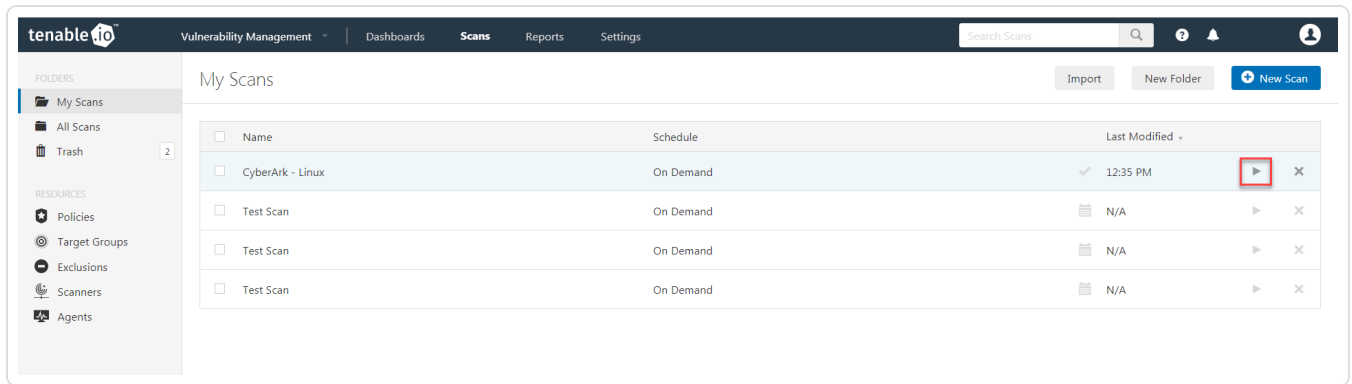 tenable.io™ Vulnerability Management Dashboards Scans Reports Settings Search Scans
FOLDERS
My Scans
All Scans
Trash 2
RESOURCES
Policies
Target Groups
Exclusions
Scanners
Agents
My Scans Import New Folder New Scan
Name Schedule Last Modified
CyberArk - Linux On Demand 12:35 PM
Test Scan On Demand N/A
Test Scan On Demand N/A
Test Scan On Demand N/A